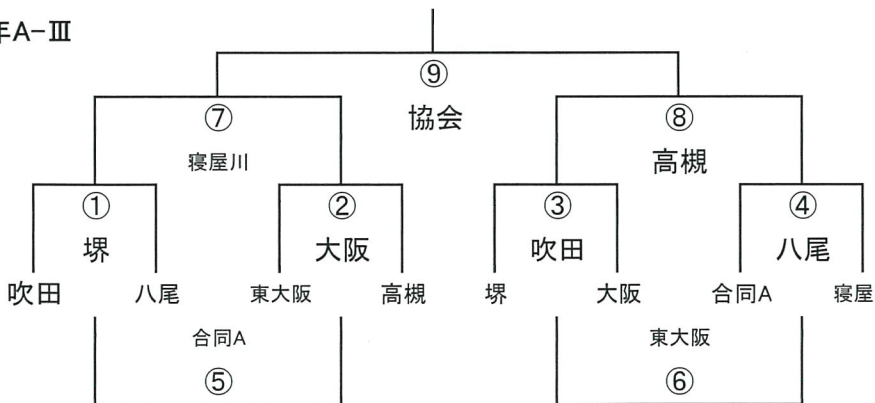 年A-Ⅲ
⑨
⑦ 協会 ⑧
寝屋川 高槻
① ② ③ ④
堺 大阪 吹田 八尾
吹田 八尾 東大阪 高槻 堺 大阪 合同A 寝屋
合同A 東大阪
⑤ ⑥